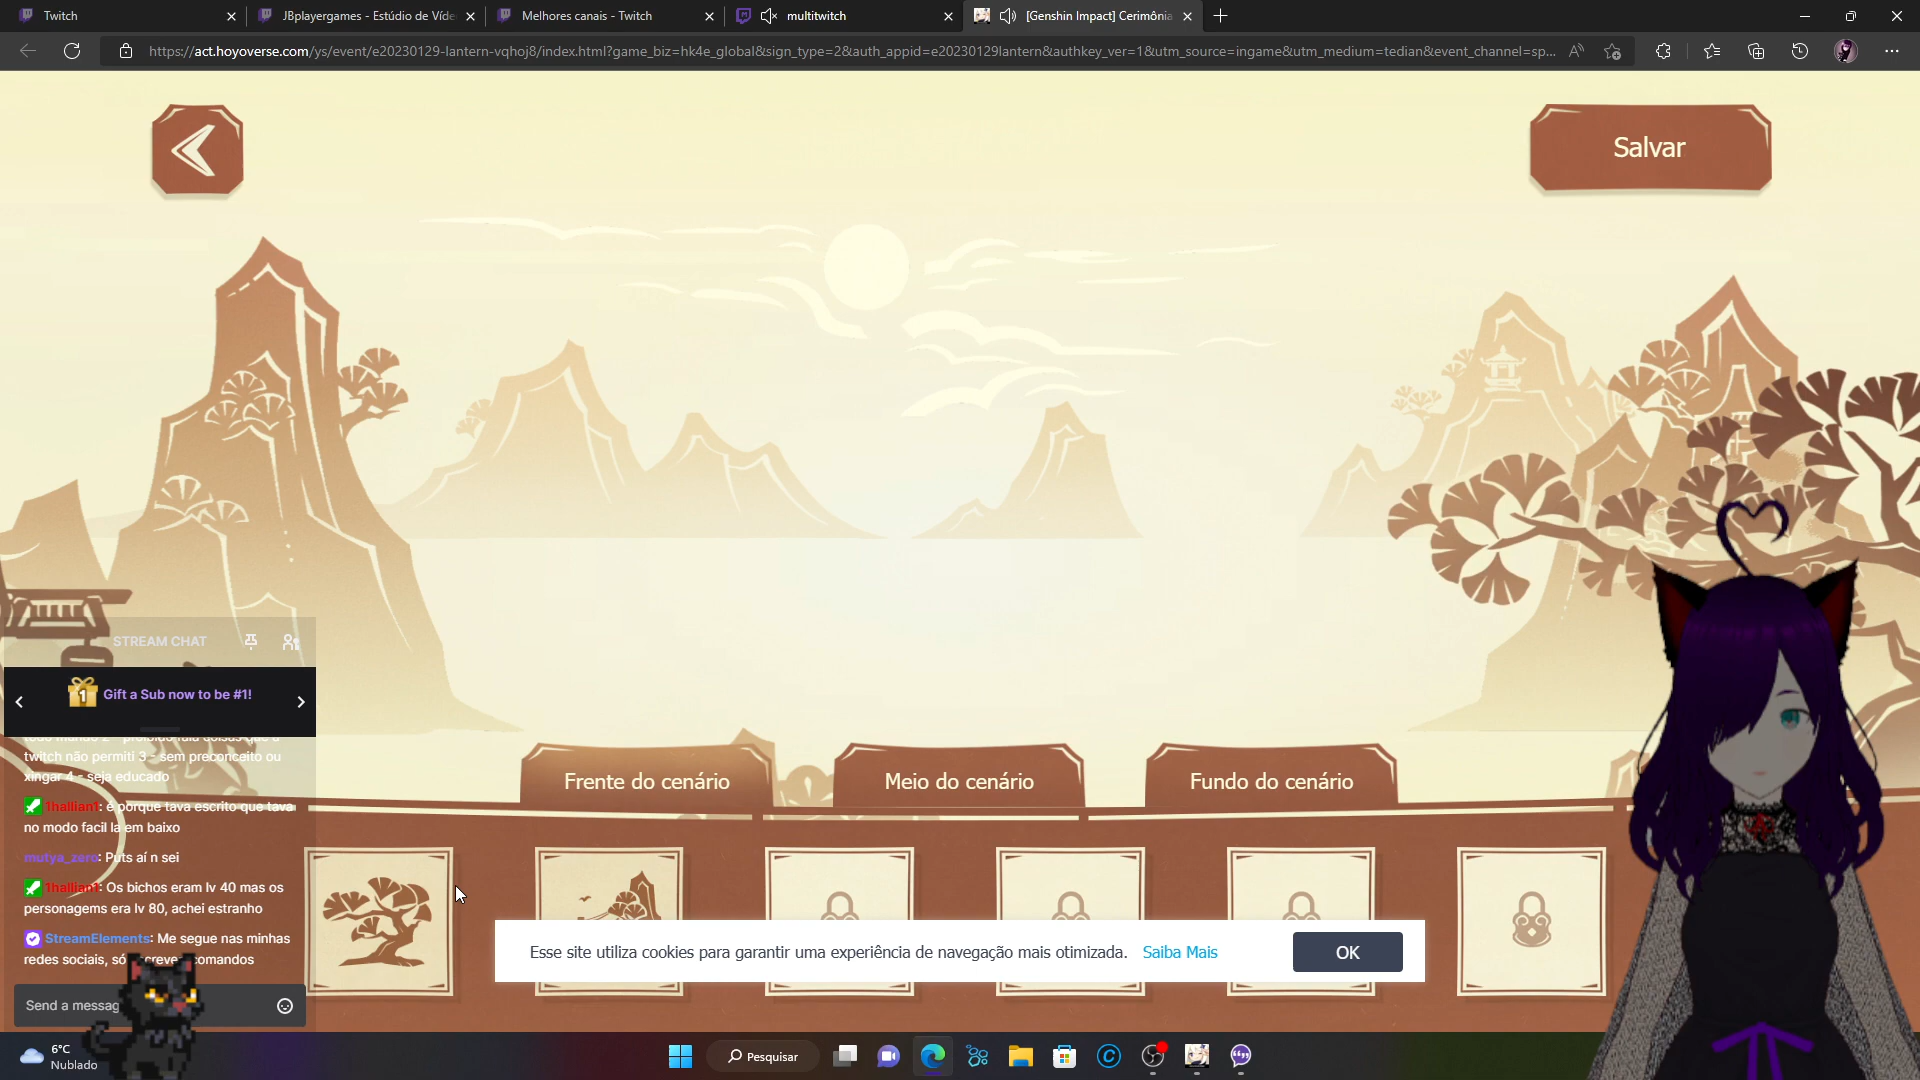 Twitch
JBplayergames - Estúdio de Víde
Melhores canais - Twitch
multitwitch
[Genshin Impact] Cerimônia
https://act.hoyoverse.com/ys/event/e20230129-lantern-vqhoj8/index.html?game_biz=hk4e_global&sign_type=2&auth_appid=e20230129lantern&authkey_ver=1&utm_source=ingame&utm_medium=tedian&event_channel=sp...
Salvar
STREAM CHAT
1
Gift a Sub now to be #1!
twitch não permiti 3 - sem preconceito ou
xingar 4 - seja educado
1hallian1: é porque tava escrito que tava
no modo facil la em baixo
mutya_zero: Puts aí n sei
1hallian1: Os bichos eram lv 40 mas os
personagems era lv 80, achei estranho
StreamElements: Me segue nas minhas
redes sociais, só comandos
Send a messag
Frente do cenário
Meio do cenário
Fundo do cenário
Esse site utiliza cookies para garantir uma experiência de navegação mais otimizada. Saiba Mais
OK
6°C
Nublado
Pesquisar